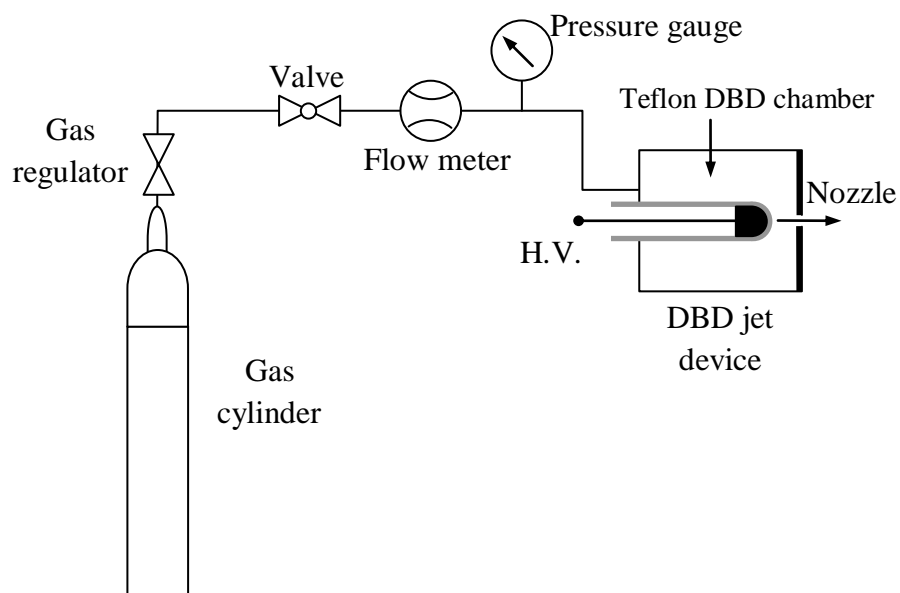 Pressure gauge
Valve
Teflon DBD chamber
Gas
regulator
Flow meter
Nozzle
H.V.
DBD jet
device
Gas
cylinder